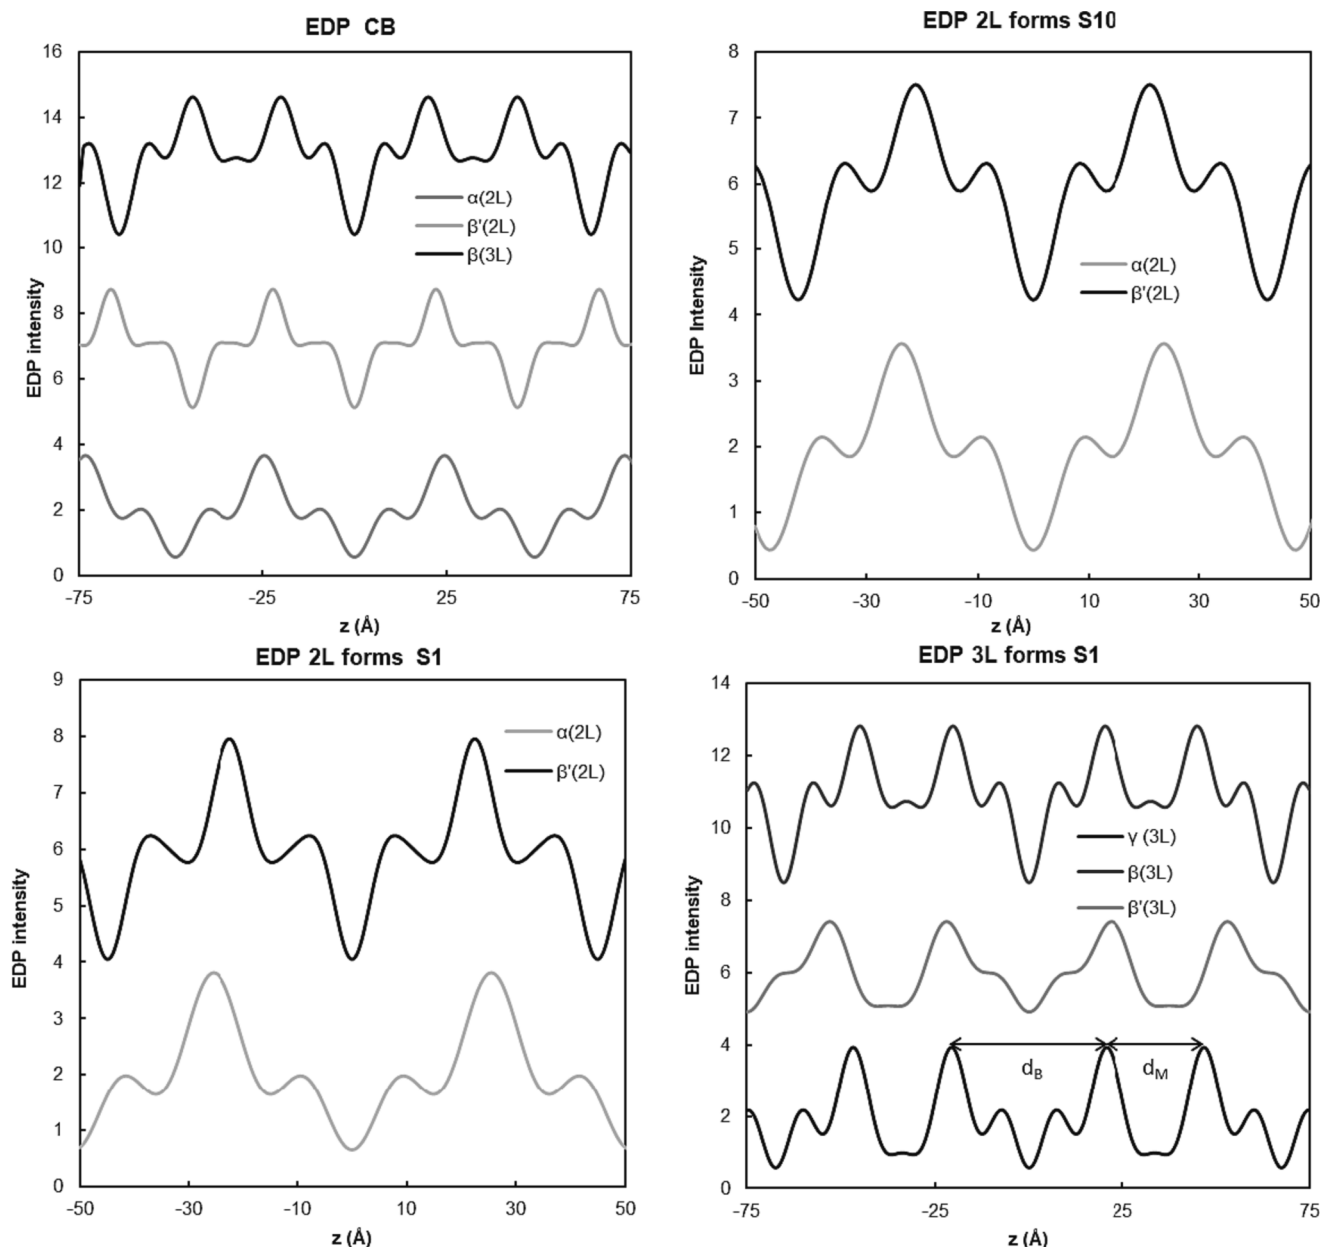 EDP CB
16
14
12
10
8
6
4
2
0
EDP intensity
α(2L)
β'(2L)
β(3L)
-75
-25
25
75
z (Å)
EDP 2L forms S10
8
7
6
5
4
3
2
1
0
EDP Intensity
α(2L)
β'(2L)
-50
-30
-10
10
30
50
z (Å)
EDP 2L forms S1
9
8
7
6
5
4
3
2
1
0
EDP intensity
α(2L)
β'(2L)
-50
-30
-10
10
30
50
z (Å)
EDP 3L forms S1
14
12
10
8
6
4
2
0
EDP intensity
γ (3L)
β(3L)
β'(3L)
dB
dM
-75
-25
25
75
z (Å)